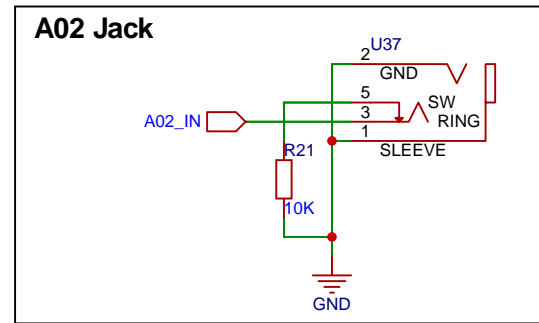 A02 Jack
2
U37
GND
5
SW
A02_IN
3
RING
1
R21
SLEEVE
10K
GND